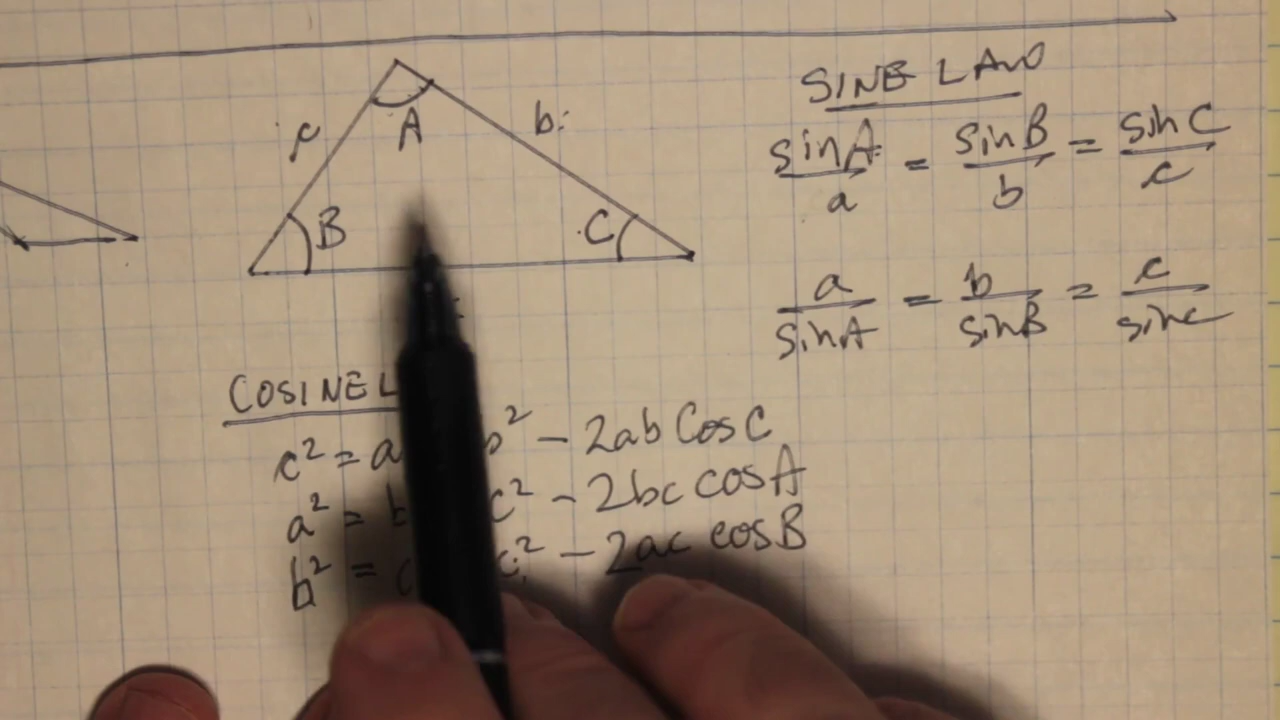 c
A
b
B
C
SINE LAW
sinA/a = sinB/b = sinC/c
a/sinA = b/sinB = c/sinc
COSINE L
c² = a b² - 2ab Cos C
a² = b c² - 2bc cosA
b² = c² - 2ac cosB